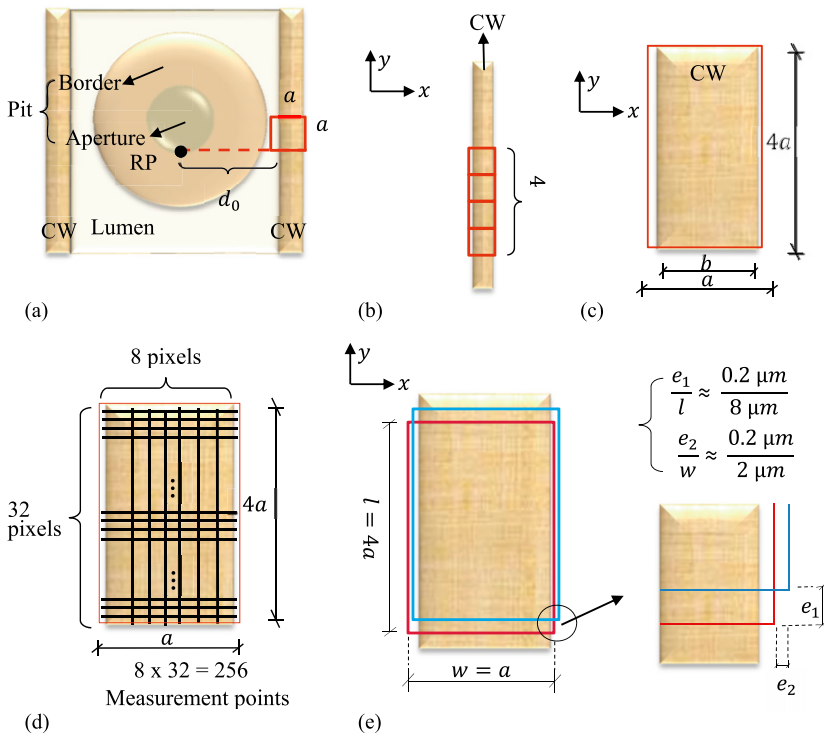 Border
Pit
Aperture
RP
a
a
d₀
CW
Lumen
CW
(a)
CW
y
x
4
(b)
y
x
CW
4a
b
a
(c)
8 pixels
32
pixels
4a
a
8 x 32 = 256
Measurement points
(d)
y
x
l = 4a
w = a
(e)
e₁/l ≈ 0.2 µm/8 µm
e₂/w ≈ 0.2 µm/2 µm
e₁
e₂